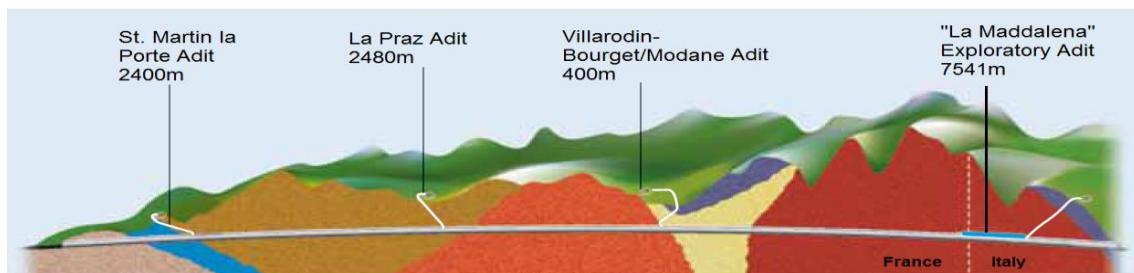 St. Martin la
Porte Adit
2400m
La Praz Adit
2480m
Villarodin-
Bourget/Modane Adit
400m
"La Maddalena"
Exploratory Adit
7541m
France
Italy